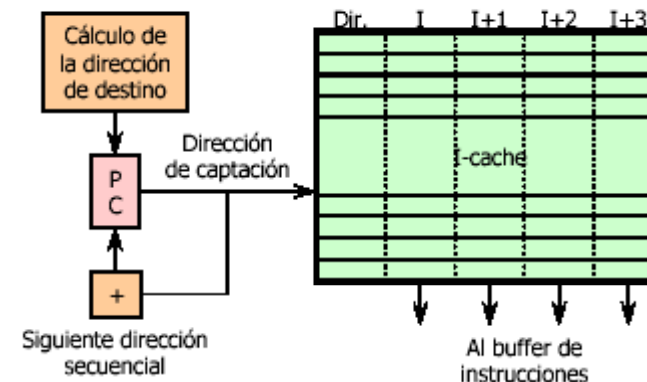 Cálculo de
la dirección
de destino
Dir. I I+1 I+2 I+3
Dirección
de captación
P
C
I-cache
+
Siguiente dirección
secuencial
Al buffer de
instrucciones